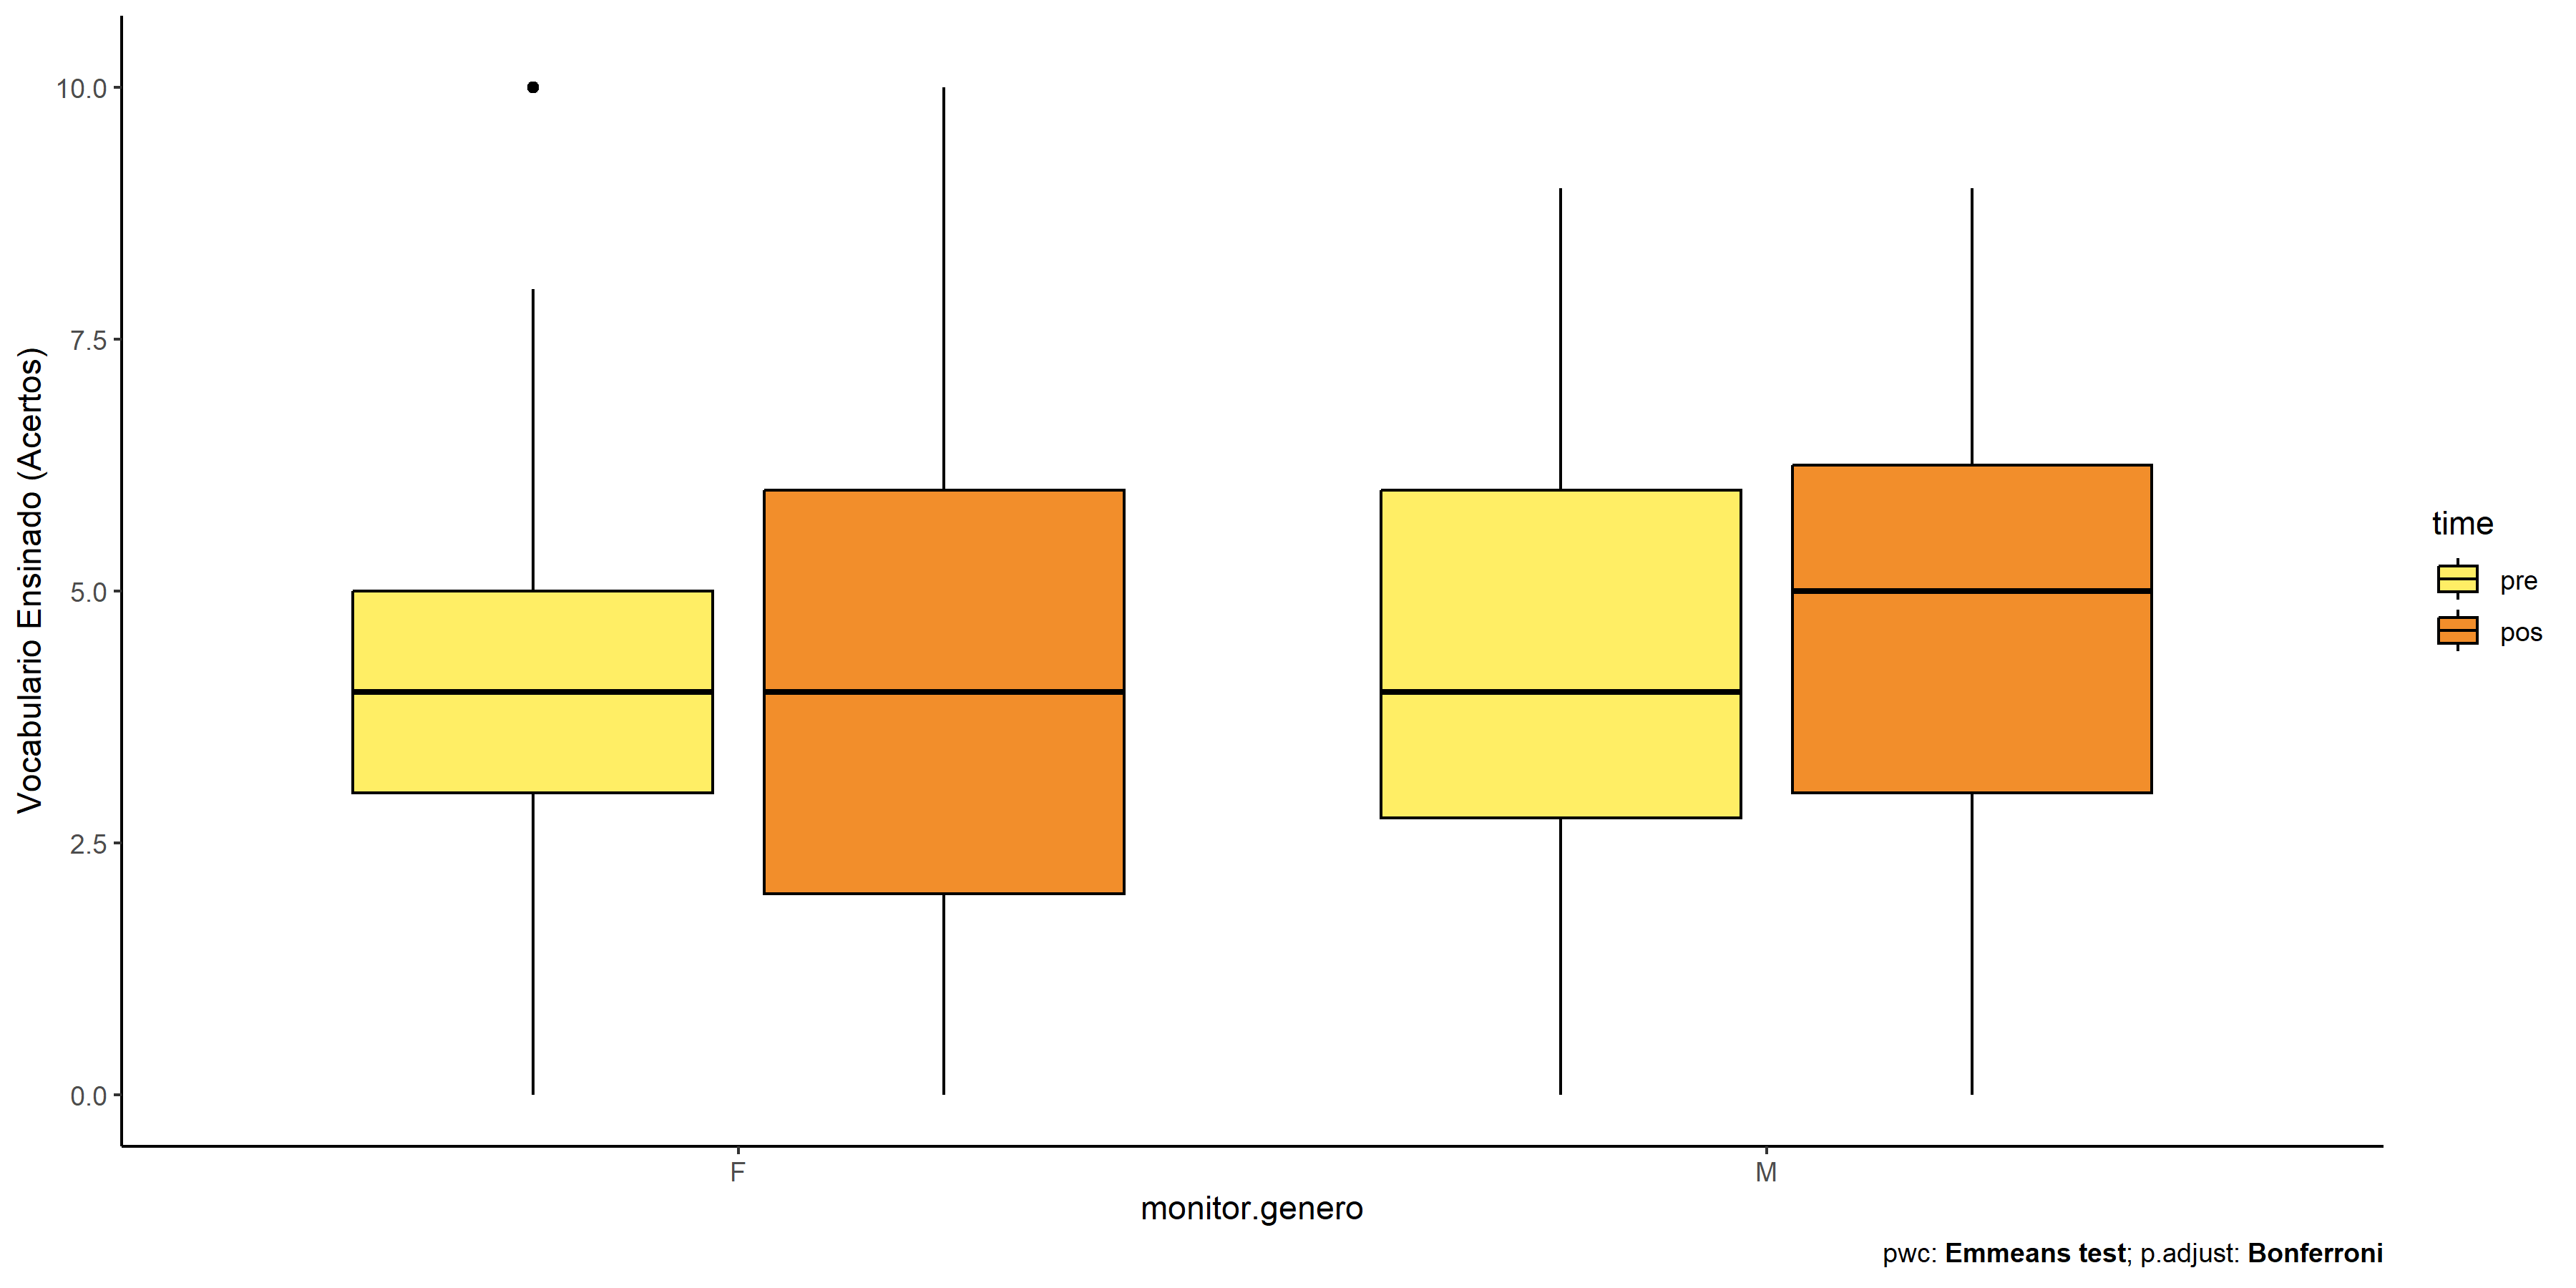 Vocabulario Ensinado (Acertos)
10.0
7.5
5.0
2.5
0.0
F
M
monitor.genero
time
pre
pos
pwc: Emmeans test; p.adjust: Bonferroni